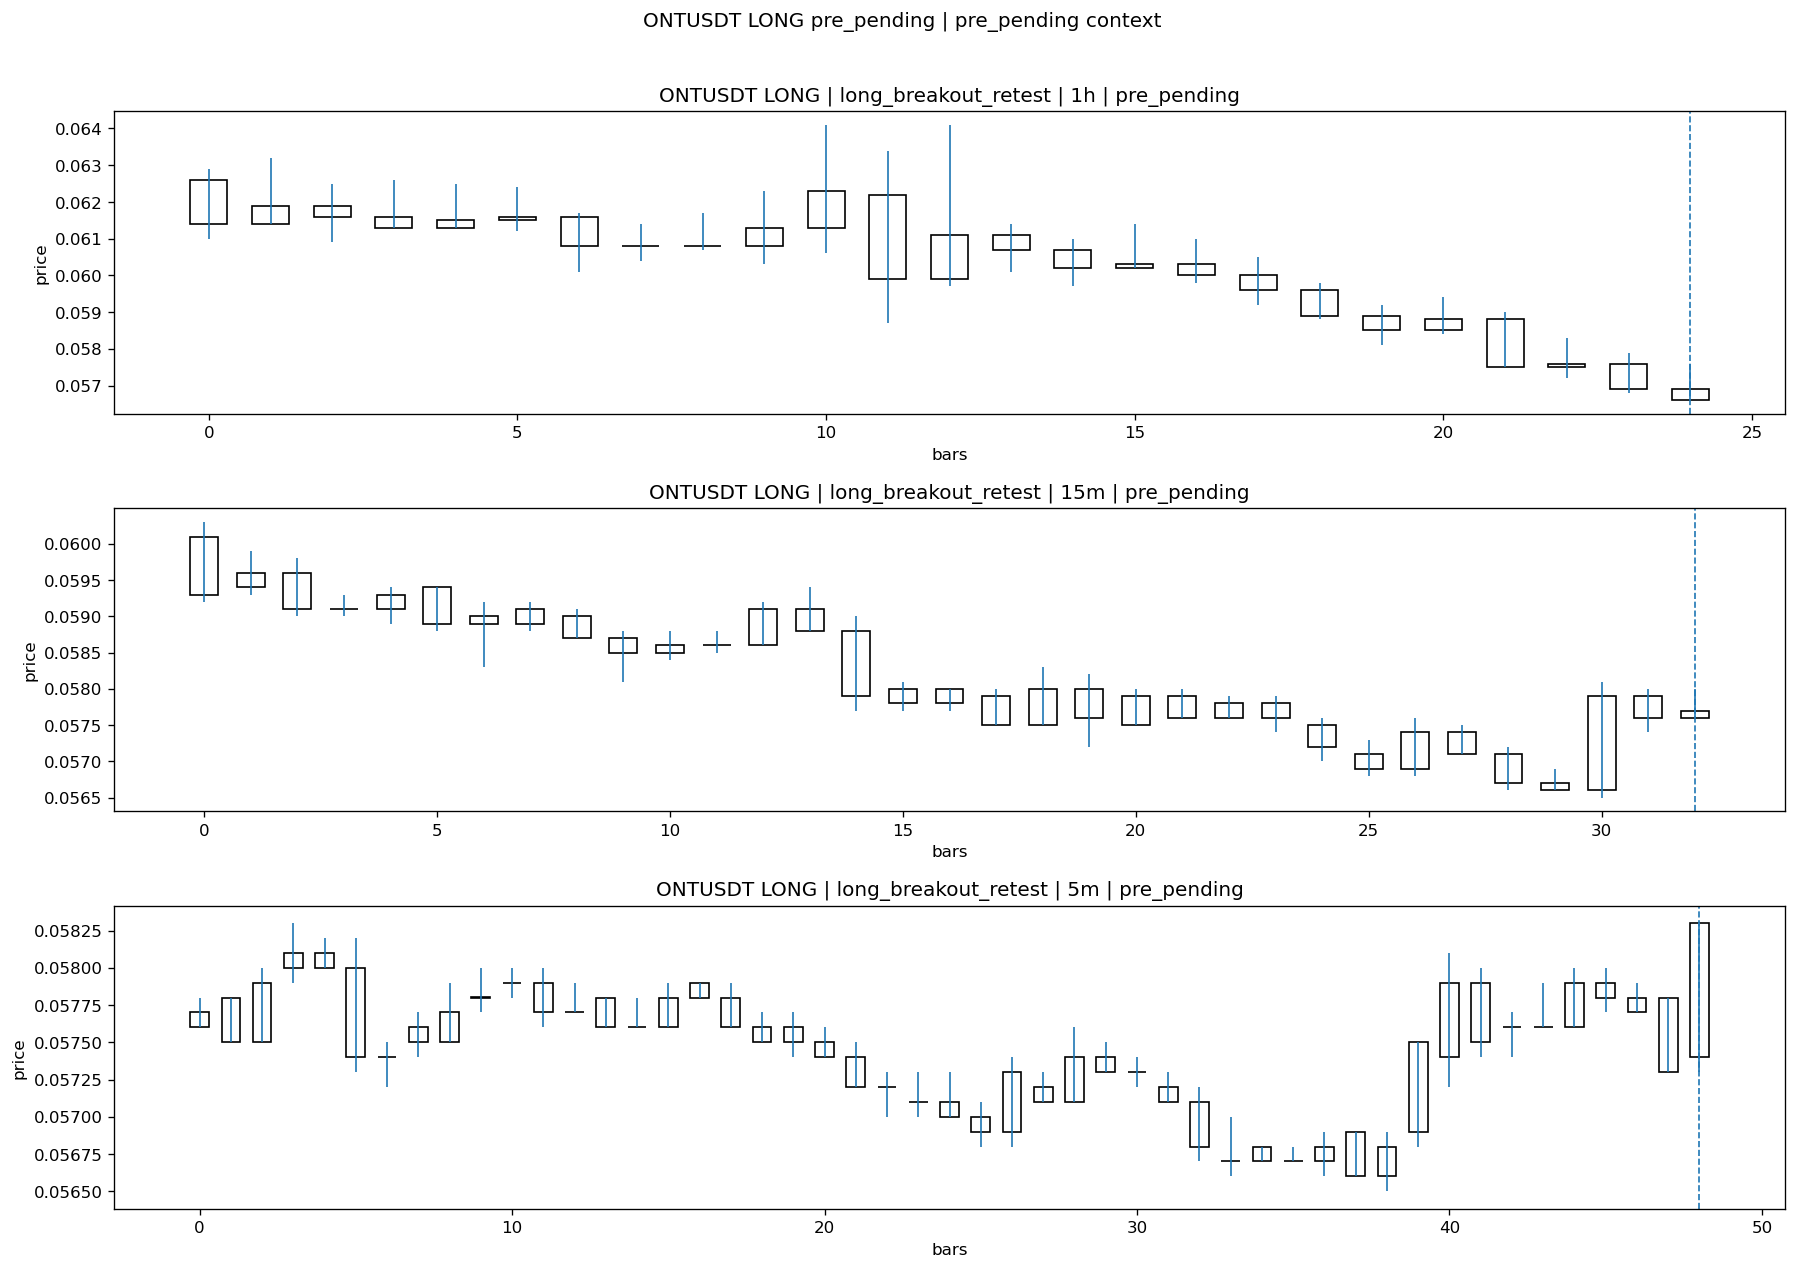 ONTUSDT LONG pre_pending | pre_pending context
ONTUSDT LONG | long_breakout_retest | 1h | pre_pending
0.064
0.063
0.062
0.061
0.060
0.059
0.058
0.057
price
0 5 10 15 20 25
bars
ONTUSDT LONG | long_breakout_retest | 15m | pre_pending
0.0600
0.0595
0.0590
0.0585
0.0580
0.0575
0.0570
0.0565
price
0 5 10 15 20 25 30
bars
ONTUSDT LONG | long_breakout_retest | 5m | pre_pending
0.05825
0.05800
0.05775
0.05750
0.05725
0.05700
0.05675
0.05650
price
0 10 20 30 40 50
bars